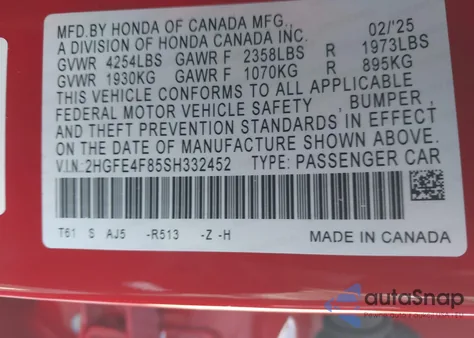 MFD.BY HONDA OF CANADA MFG., 02/'25
A DIVISION OF HONDA CANADA INC.
GVWR 4254LBS GAWR F 2358LBS R 1973LBS
GVWR 1930KG GAWR F 1070KG R 895KG
THIS VEHICLE CONFORMS TO ALL APPLICABLE
FEDERAL MOTOR VEHICLE SAFETY , BUMPER ,
AND THEFT PREVENTION STANDARDS IN EFFECT
ON THE DATE OF MANUFACTURE SHOWN ABOVE.
V.I.N.:2HGFE4F85SH332452 TYPE: PASSENGER CAR
T61 S AJ5 -R513 -Z -H MADE IN CANADA
autoSnap